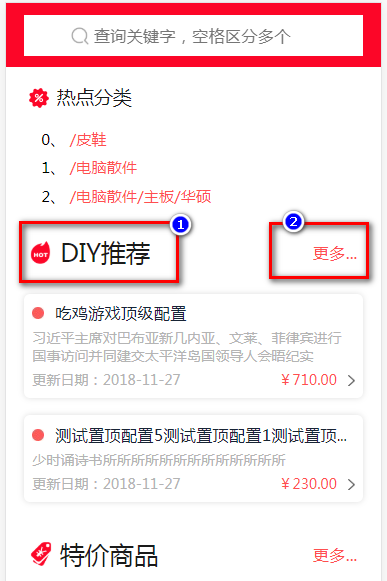 查询关键字，空格区分多个
热点分类
0、 /皮鞋
1、 /电脑散件
2、 /电脑散件/主板/华硕
1
2
HOT DIY推荐 更多...
吃鸡游戏顶级配置
习近平主席对巴布亚新几内亚、文莱、菲律宾进行
国事访问并同建交太平洋岛国领导人会晤纪实
更新日期：2018-11-27 ￥710.00
测试置顶配置5测试置顶配置1测试置顶...
少时诵诗书所所所所所所所所所所所所所
更新日期：2018-11-27 ￥230.00
特价商品 更多...